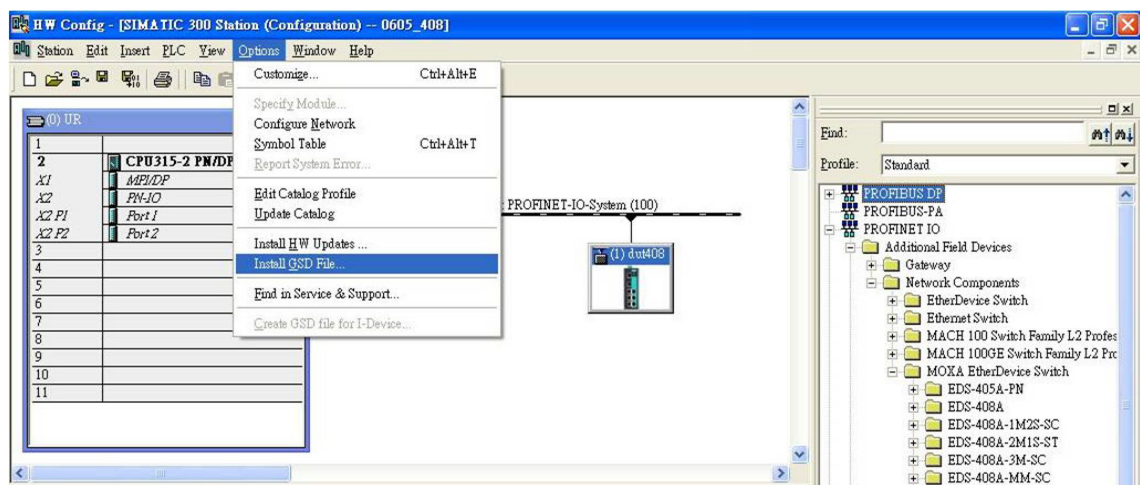 HW Config - [SIMATIC 300 Station (Configuration) -- 0605_408]
Station Edit Insert PLC View Options Window Help
Customize... Ctrl+Alt+E
Specify Module...
Configure Network
Symbol Table Ctrl+Alt+T
Report System Error...
Edit Catalog Profile
Update Catalog
Install HW Updates ...
Install GSD File...
Find in Service & Support...
Create GSD file for I-Device...
(0) UR
1
2 CPU315-2 PN/DP
X1 MPI/DP
X2 PN-IO
X2 P1 Port 1
X2 P2 Port 2
3
4
5
6
7
8
9
10
11
: PROFINET-IO-System (100)
(1) dut408
Find:
Profile: Standard
PROFIBUS DP
PROFIBUS-PA
PROFINET IO
Additional Field Devices
Gateway
Network Components
EtherDevice Switch
Ethernet Switch
MACH 100 Switch Family L2 Profes
MACH 100GE Switch Family L2 Prc
MOXA EtherDevice Switch
EDS-405A-PN
EDS-408A
EDS-408A-1M2S-SC
EDS-408A-2M1S-ST
EDS-408A-3M-SC
EDS-408A-MM-SC